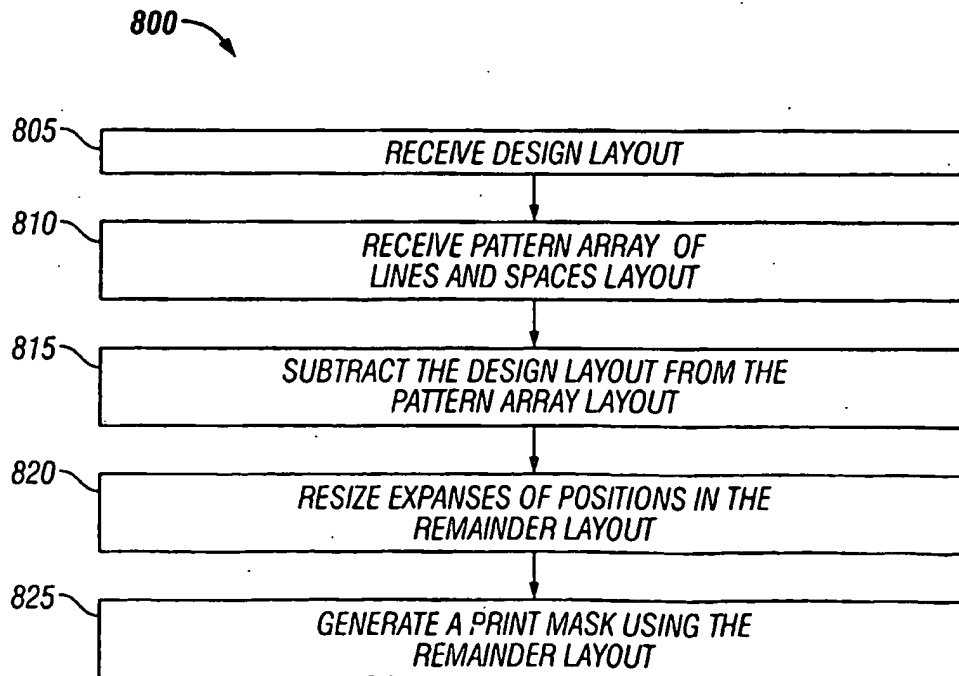 800
805
RECEIVE DESIGN LAYOUT
810
RECEIVE PATTERN ARRAY OF
LINES AND SPACES LAYOUT
815
SUBTRACT THE DESIGN LAYOUT FROM THE
PATTERN ARRAY LAYOUT
820
RESIZE EXPANSES OF POSITIONS IN THE
REMAINDER LAYOUT
825
GENERATE A PRINT MASK USING THE
REMAINDER LAYOUT